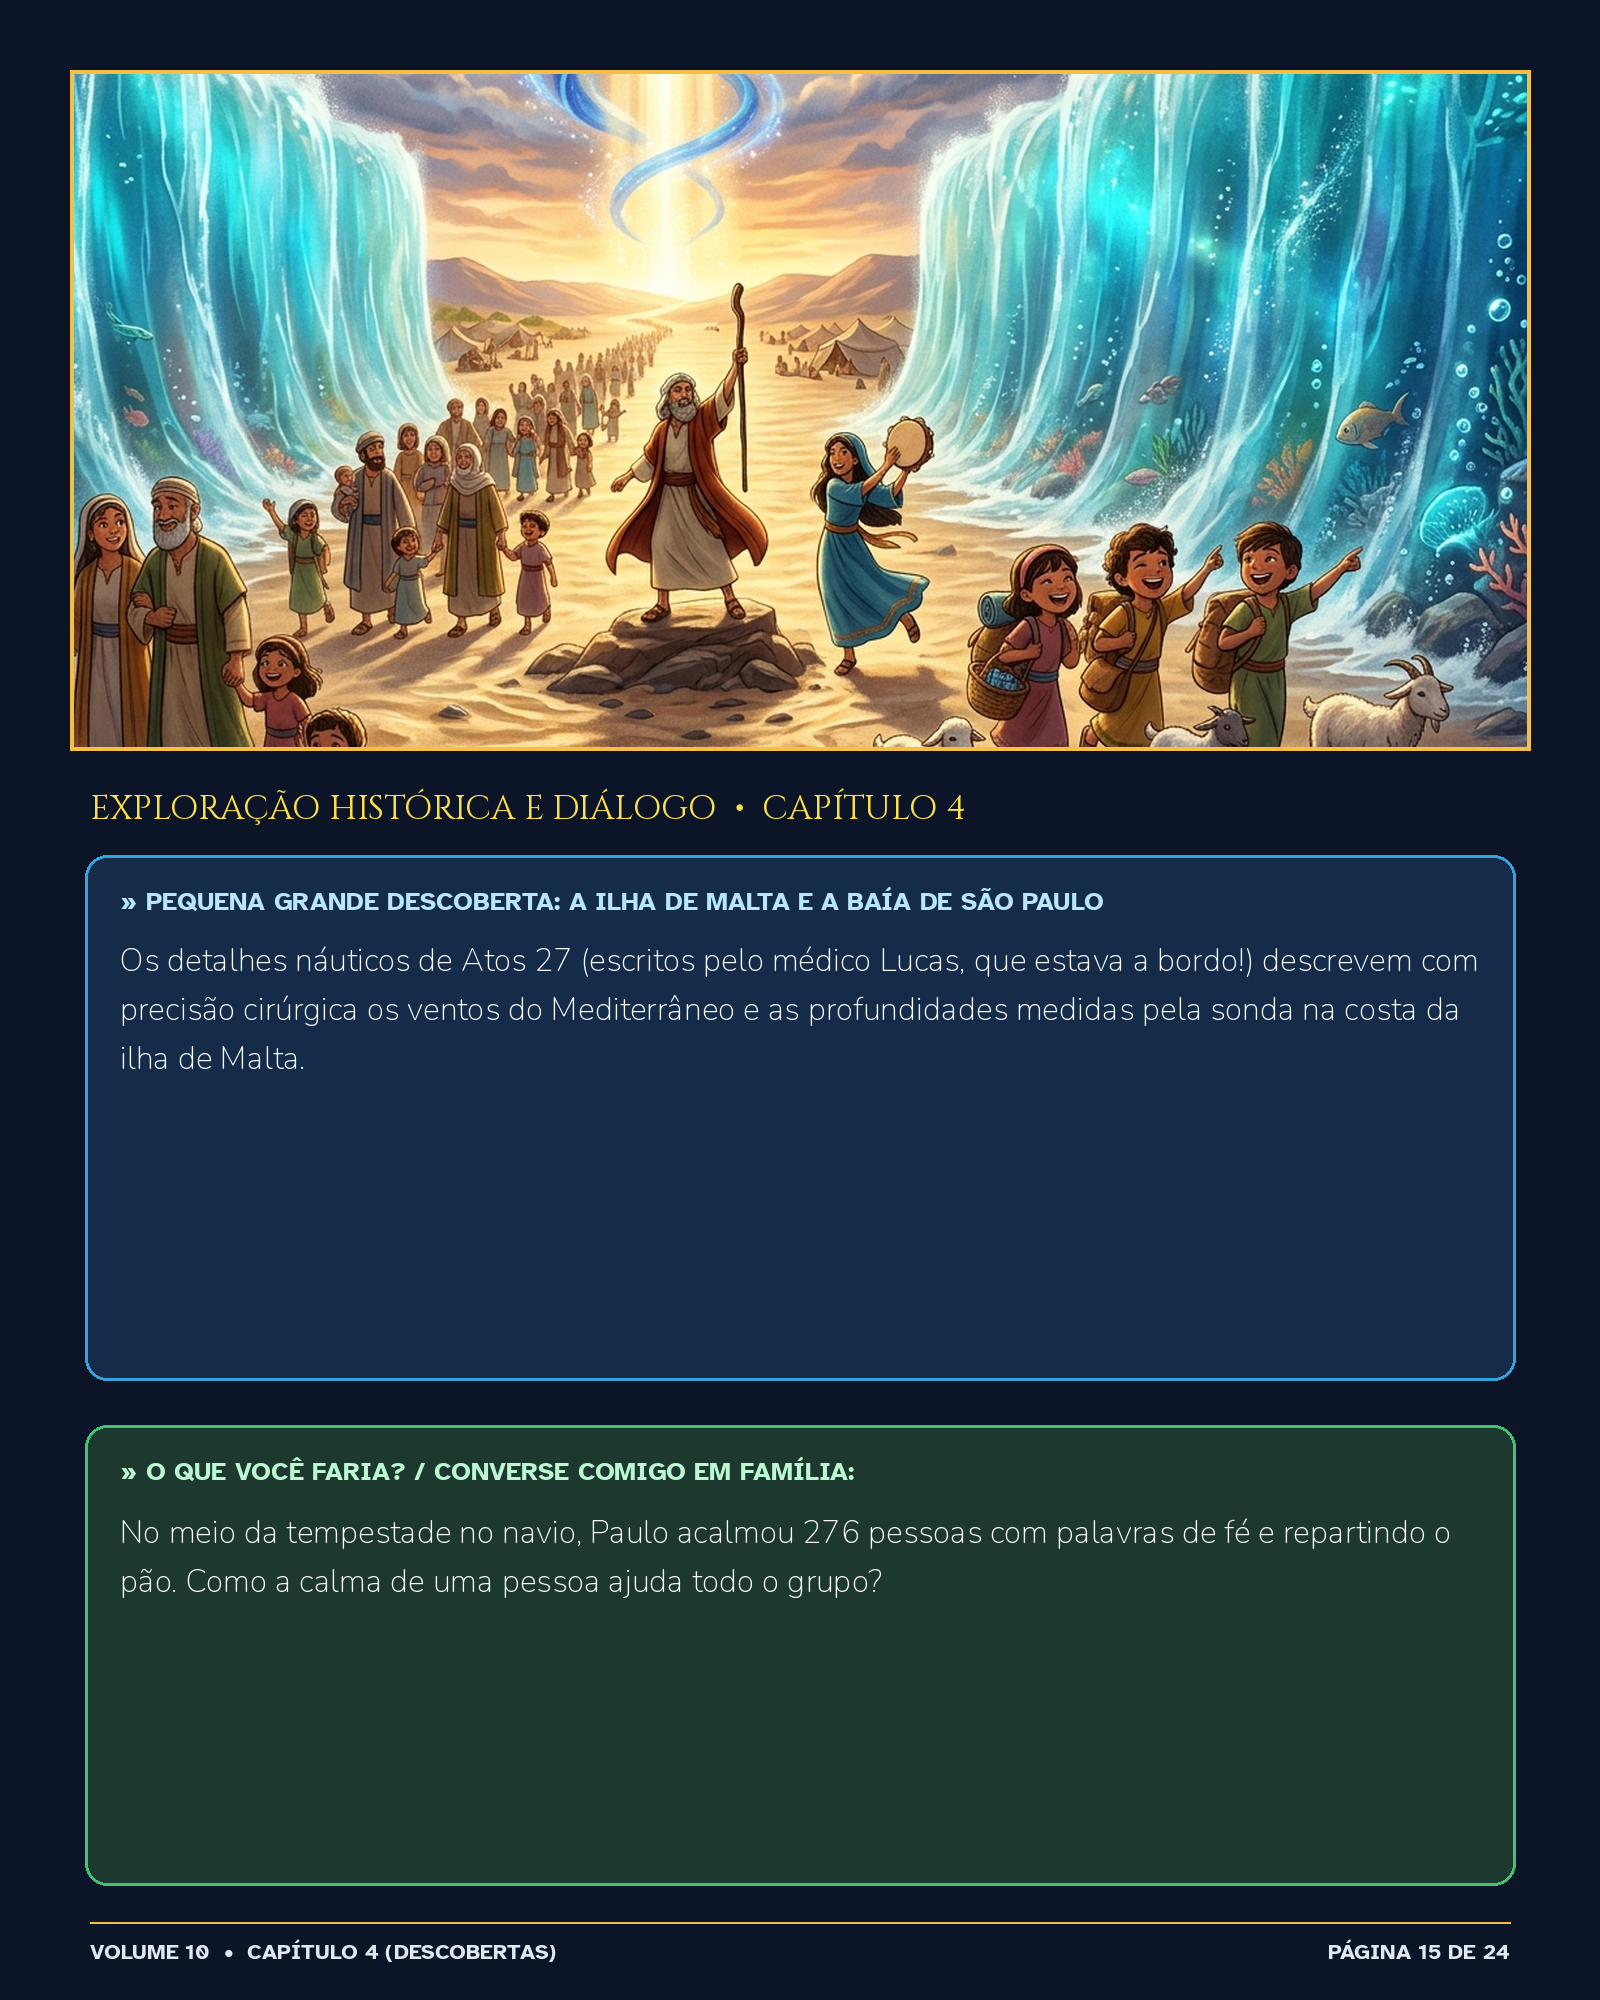 EXPLORAÇÃO HISTÓRICA E DIÁLOGO • CAPÍTULO 4
» PEQUENA GRANDE DESCOBERTA: A ILHA DE MALTA E A BAÍA DE SÃO PAULO
Os detalhes náuticos de Atos 27 (escritos pelo médico Lucas, que estava a bordo!) descrevem com
precisão cirúrgica os ventos do Mediterrâneo e as profundidades medidas pela sonda na costa da
ilha de Malta.
» O QUE VOCÊ FARIA? / CONVERSE COMIGO EM FAMÍLIA:
No meio da tempestade no navio, Paulo acalmou 276 pessoas com palavras de fé e repartindo o
pão. Como a calma de uma pessoa ajuda todo o grupo?
VOLUME 10 • CAPÍTULO 4 (DESCOBERTAS)
PÁGINA 15 DE 24